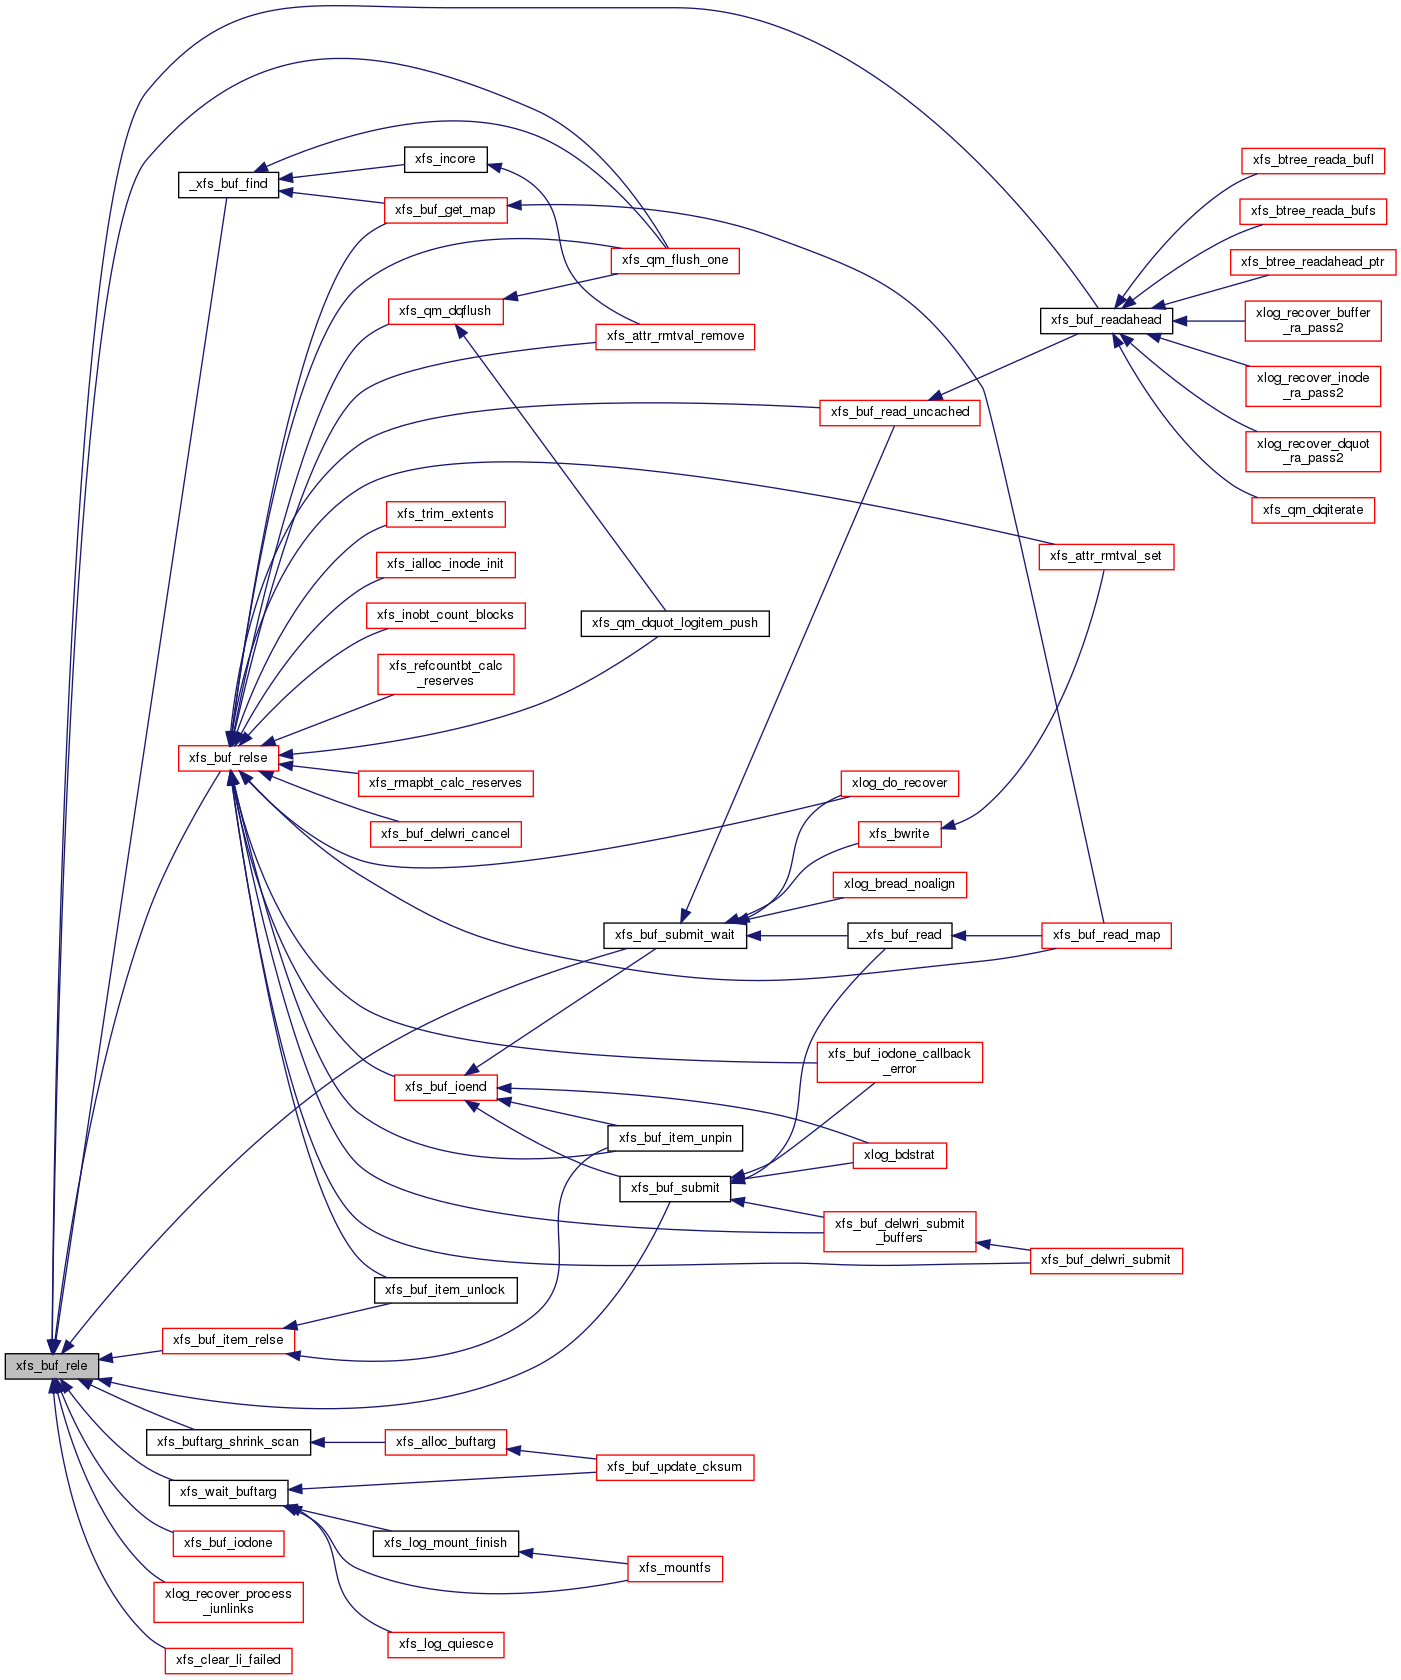 xfs_incore
_xfs_buf_find
xfs_buf_get_map
xfs_qm_flush_one
xfs_qm_dqflush
xfs_attr_rmtval_remove
xfs_btree_reada_bufl
xfs_btree_reada_bufs
xfs_btree_readahead_ptr
xfs_buf_readahead
xlog_recover_buffer
_ra_pass2
xlog_recover_inode
_ra_pass2
xlog_recover_dquot
_ra_pass2
xfs_qm_dqiterate
xfs_buf_read_uncached
xfs_trim_extents
xfs_attr_rmtval_set
xfs_ialloc_inode_init
xfs_inobt_count_blocks
xfs_qm_dquot_logitem_push
xfs_refcountbt_calc
_reserves
xfs_buf_relse
xfs_rmapbt_calc_reserves
xlog_do_recover
xfs_buf_delwri_cancel
xfs_bwrite
xlog_bread_noalign
xfs_buf_submit_wait
_xfs_buf_read
xfs_buf_read_map
xfs_buf_iodone_callback
_error
xfs_buf_ioend
xfs_buf_item_unpin
xlog_bdstrat
xfs_buf_submit
xfs_buf_delwri_submit
_buffers
xfs_buf_delwri_submit
xfs_buf_item_unlock
xfs_buf_item_relse
xfs_buf_rele
xfs_buftarg_shrink_scan
xfs_alloc_buftarg
xfs_buf_update_cksum
xfs_wait_buftarg
xfs_buf_iodone
xfs_log_mount_finish
xfs_mountfs
xlog_recover_process
_iunlinks
xfs_log_quiesce
xfs_clear_li_failed